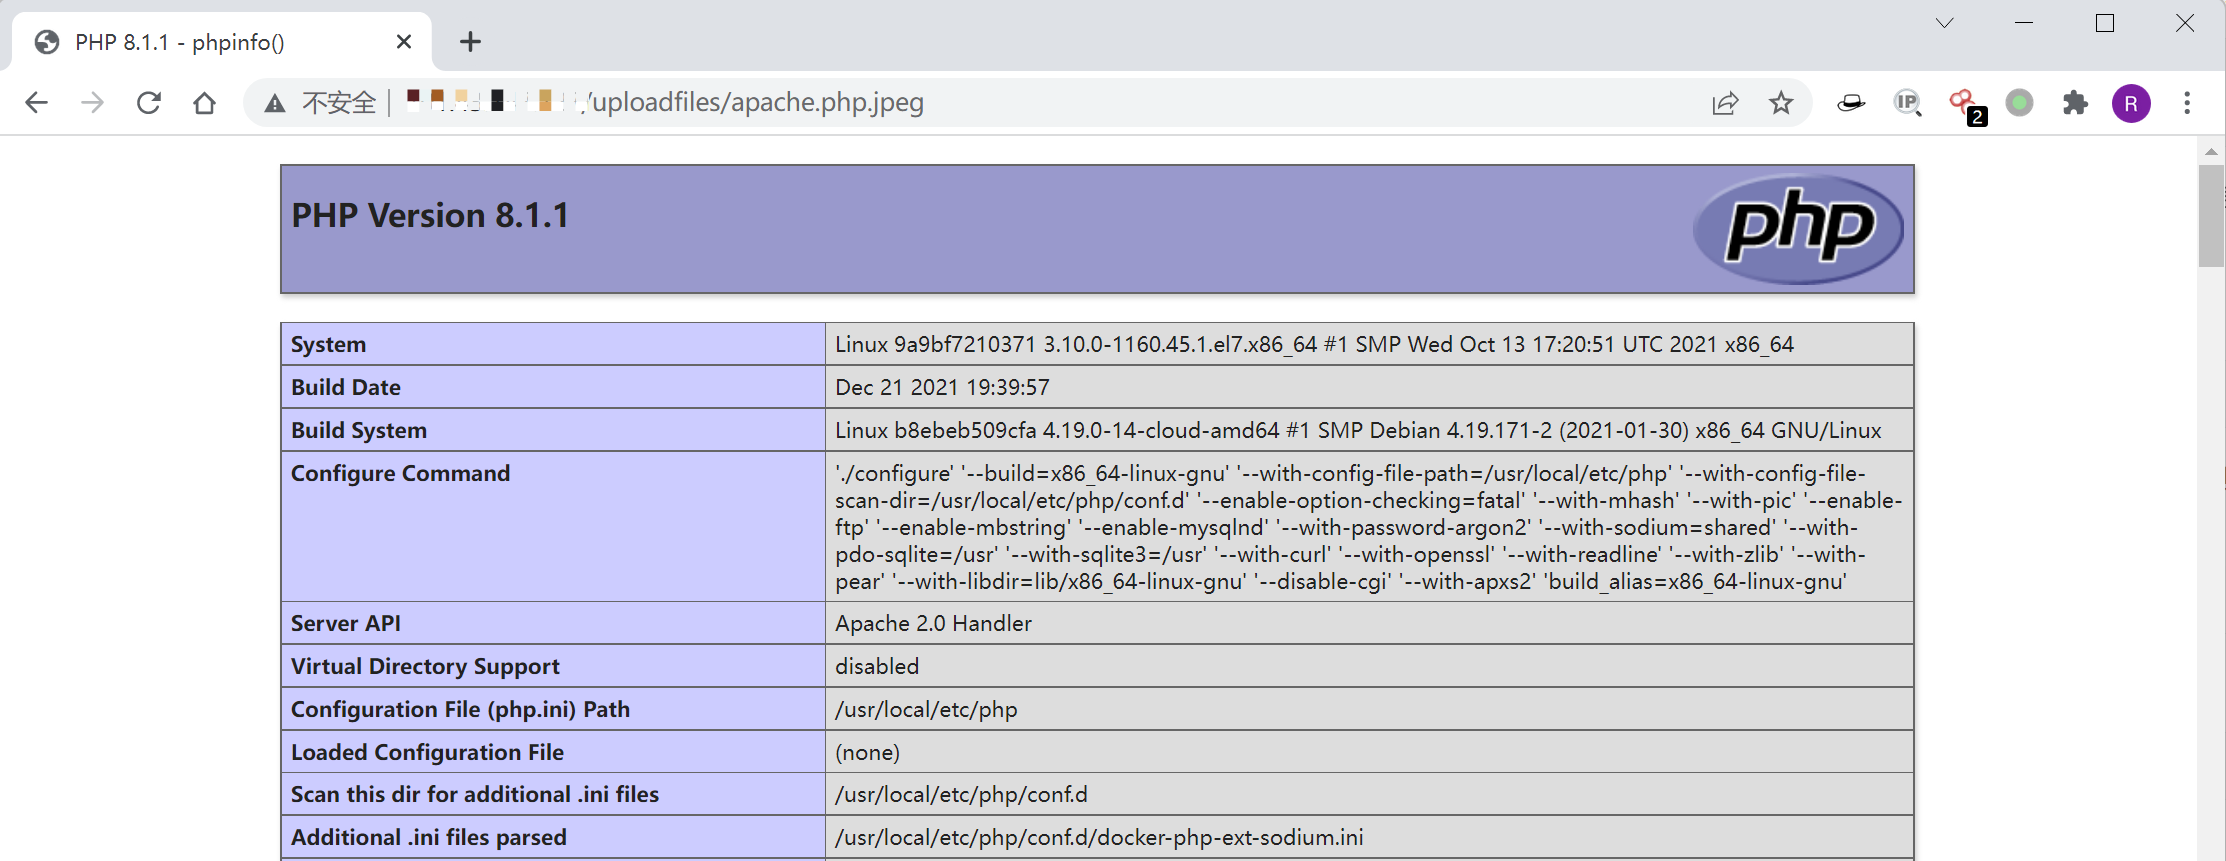 PHP 8.1.1 - phpinfo()
不安全 /uploadfiles/apache.php.jpeg
IP
2
R
PHP Version 8.1.1
php
System Linux 9a9bf7210371 3.10.0-1160.45.1.el7.x86_64 #1 SMP Wed Oct 13 17:20:51 UTC 2021 x86_64
Build Date Dec 21 2021 19:39:57
Build System Linux b8ebeb509cfa 4.19.0-14-cloud-amd64 #1 SMP Debian 4.19.171-2 (2021-01-30) x86_64 GNU/Linux
Configure Command './configure' '--build=x86_64-linux-gnu' '--with-config-file-path=/usr/local/etc/php' '--with-config-file-
scan-dir=/usr/local/etc/php/conf.d' '--enable-option-checking=fatal' '--with-mhash' '--with-pic' '--enable-
ftp' '--enable-mbstring' '--enable-mysqlnd' '--with-password-argon2' '--with-sodium=shared' '--with-
pdo-sqlite=/usr' '--with-sqlite3=/usr' '--with-curl' '--with-openssl' '--with-readline' '--with-zlib' '--with-
pear' '--with-libdir=lib/x86_64-linux-gnu' '--disable-cgi' '--with-apxs2' 'build_alias=x86_64-linux-gnu'
Server API Apache 2.0 Handler
Virtual Directory Support disabled
Configuration File (php.ini) Path /usr/local/etc/php
Loaded Configuration File (none)
Scan this dir for additional .ini files /usr/local/etc/php/conf.d
Additional .ini files parsed /usr/local/etc/php/conf.d/docker-php-ext-sodium.ini